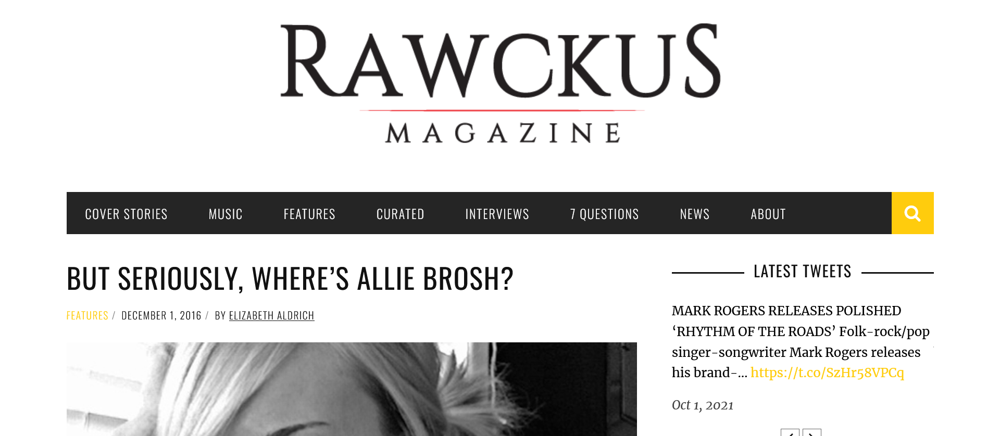 RAWCKUS
MAGAZINE
COVER STORIES MUSIC FEATURES CURATED INTERVIEWS 7 QUESTIONS NEWS ABOUT
BUT SERIOUSLY, WHERE’S ALLIE BROSH?
FEATURES / DECEMBER 1, 2016 / BY ELIZABETH ALDRICH
LATEST TWEETS
MARK ROGERS RELEASES POLISHED
‘RHYTHM OF THE ROADS’ Folk-rock/pop
singer-songwriter Mark Rogers releases
his brand-... https://t.co/SzHr58VPCq
Oct 1, 2021